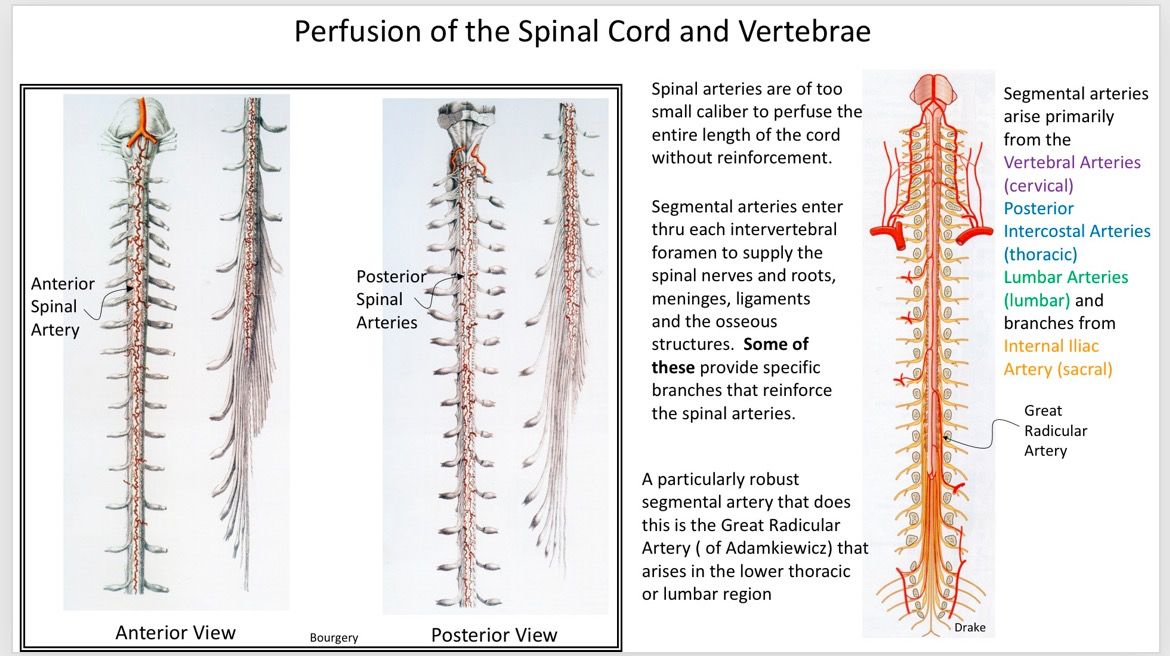 Perfusion of the Spinal Cord and Vertebrae
Anterior
Spinal
Artery
Anterior View
Bourgery
Posterior
Spinal
Arteries
Posterior View
Spinal arteries are of too
small caliber to perfuse the
entire length of the cord
without reinforcement.
Segmental arteries enter
thru each intervertebral
foramen to supply the
spinal nerves and roots,
meninges, ligaments
and the osseous
structures. Some of
these provide specific
branches that reinforce
the spinal arteries.
A particularly robust
segmental artery that does
this is the Great Radicular
Artery ( of Adamkiewicz) that
arises in the lower thoracic
or lumbar region
Segmental arteries
arise primarily
from the
Vertebral Arteries
(cervical)
Posterior
Intercostal Arteries
(thoracic)
Lumbar Arteries
(lumbar) and
branches from
Internal Iliac
Artery (sacral)
Great
Radicular
Artery
Drake